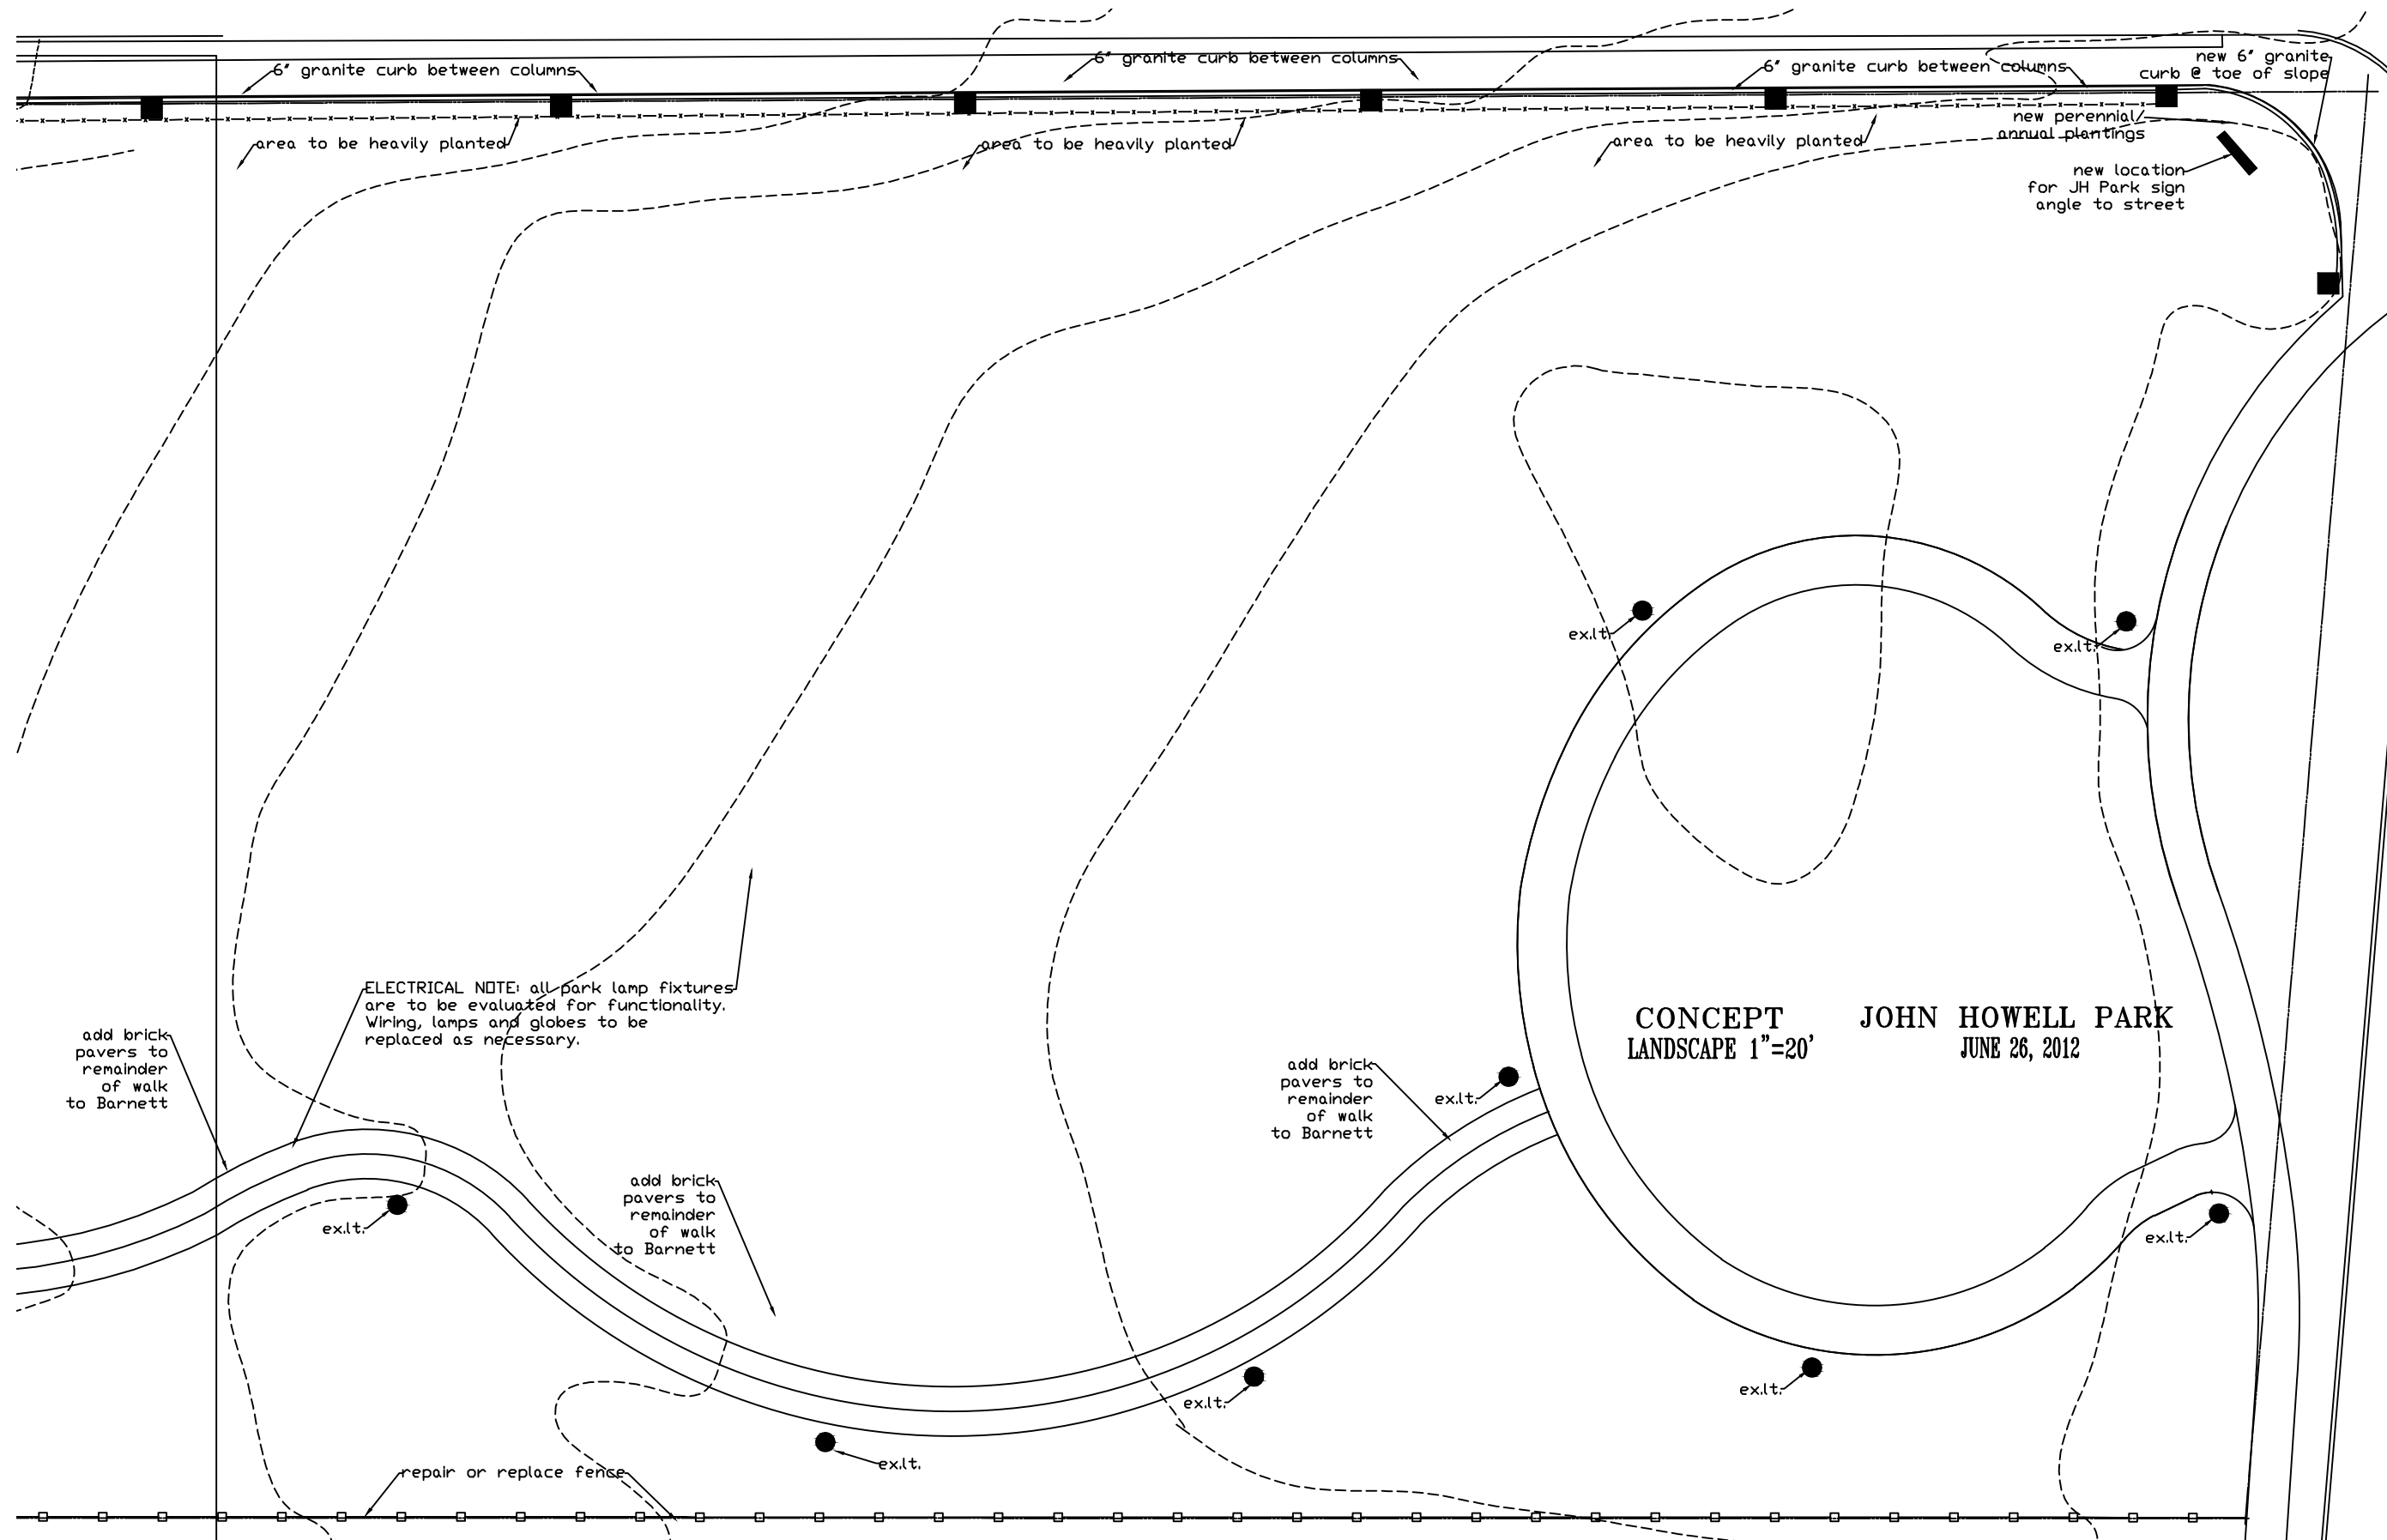 6" granite curb between columns
6" granite curb between columns
6" granite curb between columns
new 6" granite
curb @ toe of slope
area to be heavily planted
area to be heavily planted
area to be heavily planted
new perennial/
annual plantings
new location
for JH Park sign
angle to street
ex.lt.
ex.lt.
ELECTRICAL NOTE: all park lamp fixtures
are to be evaluated for functionality.
Wiring, lamps and globes to be
replaced as necessary.
CONCEPT
LANDSCAPE 1"=20'
JOHN HOWELL PARK
JUNE 26, 2012
add brick
pavers to
remainder
of walk
to Barnett
add brick
pavers to
remainder
of walk
to Barnett
ex.lt.
add brick
pavers to
remainder
of walk
to Barnett
ex.lt.
ex.lt.
ex.lt.
ex.lt.
ex.lt.
repair or replace fence